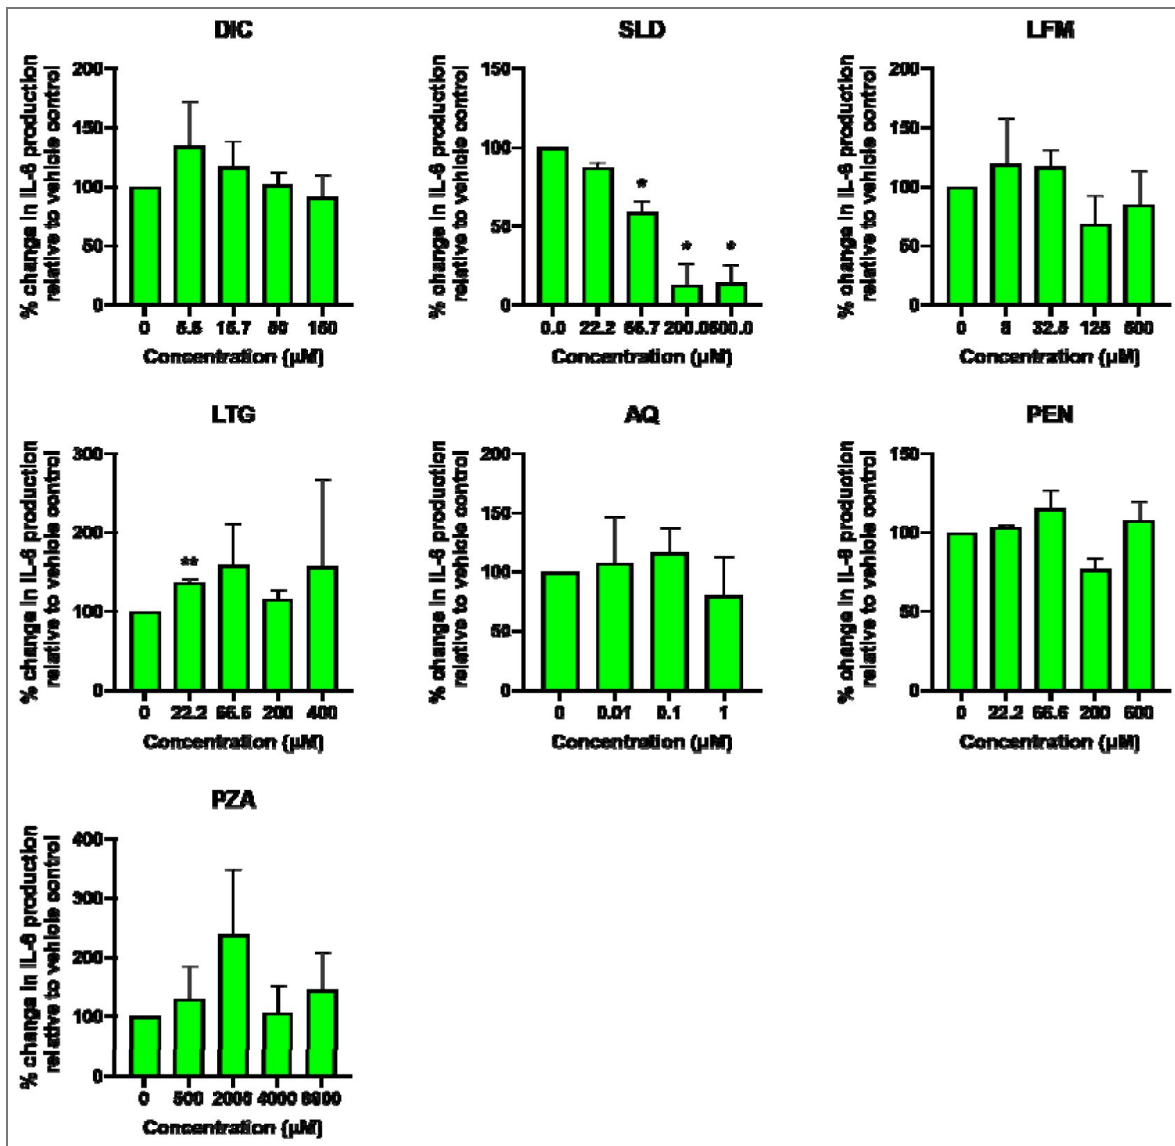 DIC
% change in IL-6 production
relative to vehicle control
200
150
100
50
0
0 5.5 50 150
Concentration (µM)
SLD
% change in IL-6 production
relative to vehicle control
150
100
50
0
*
*
*
0.0 22.2 200.0 600.0
Concentration (µM)
LFM
% change in IL-6 production
relative to vehicle control
200
150
100
50
0
0 8 125 500
Concentration (µM)
LTG
% change in IL-6 production
relative to vehicle control
300
200
100
0
**
0 22.2 66.6 200 400
Concentration (µM)
AQ
% change in IL-6 production
relative to vehicle control
200
150
100
50
0
0 0.01 0.1 1
Concentration (µM)
PEN
% change in IL-6 production
relative to vehicle control
150
100
50
0
0 22.2 66.6 200 600
Concentration (µM)
PZA
% change in IL-6 production
relative to vehicle control
400
300
200
100
0
0 500 2000 4000
Concentration (µM)